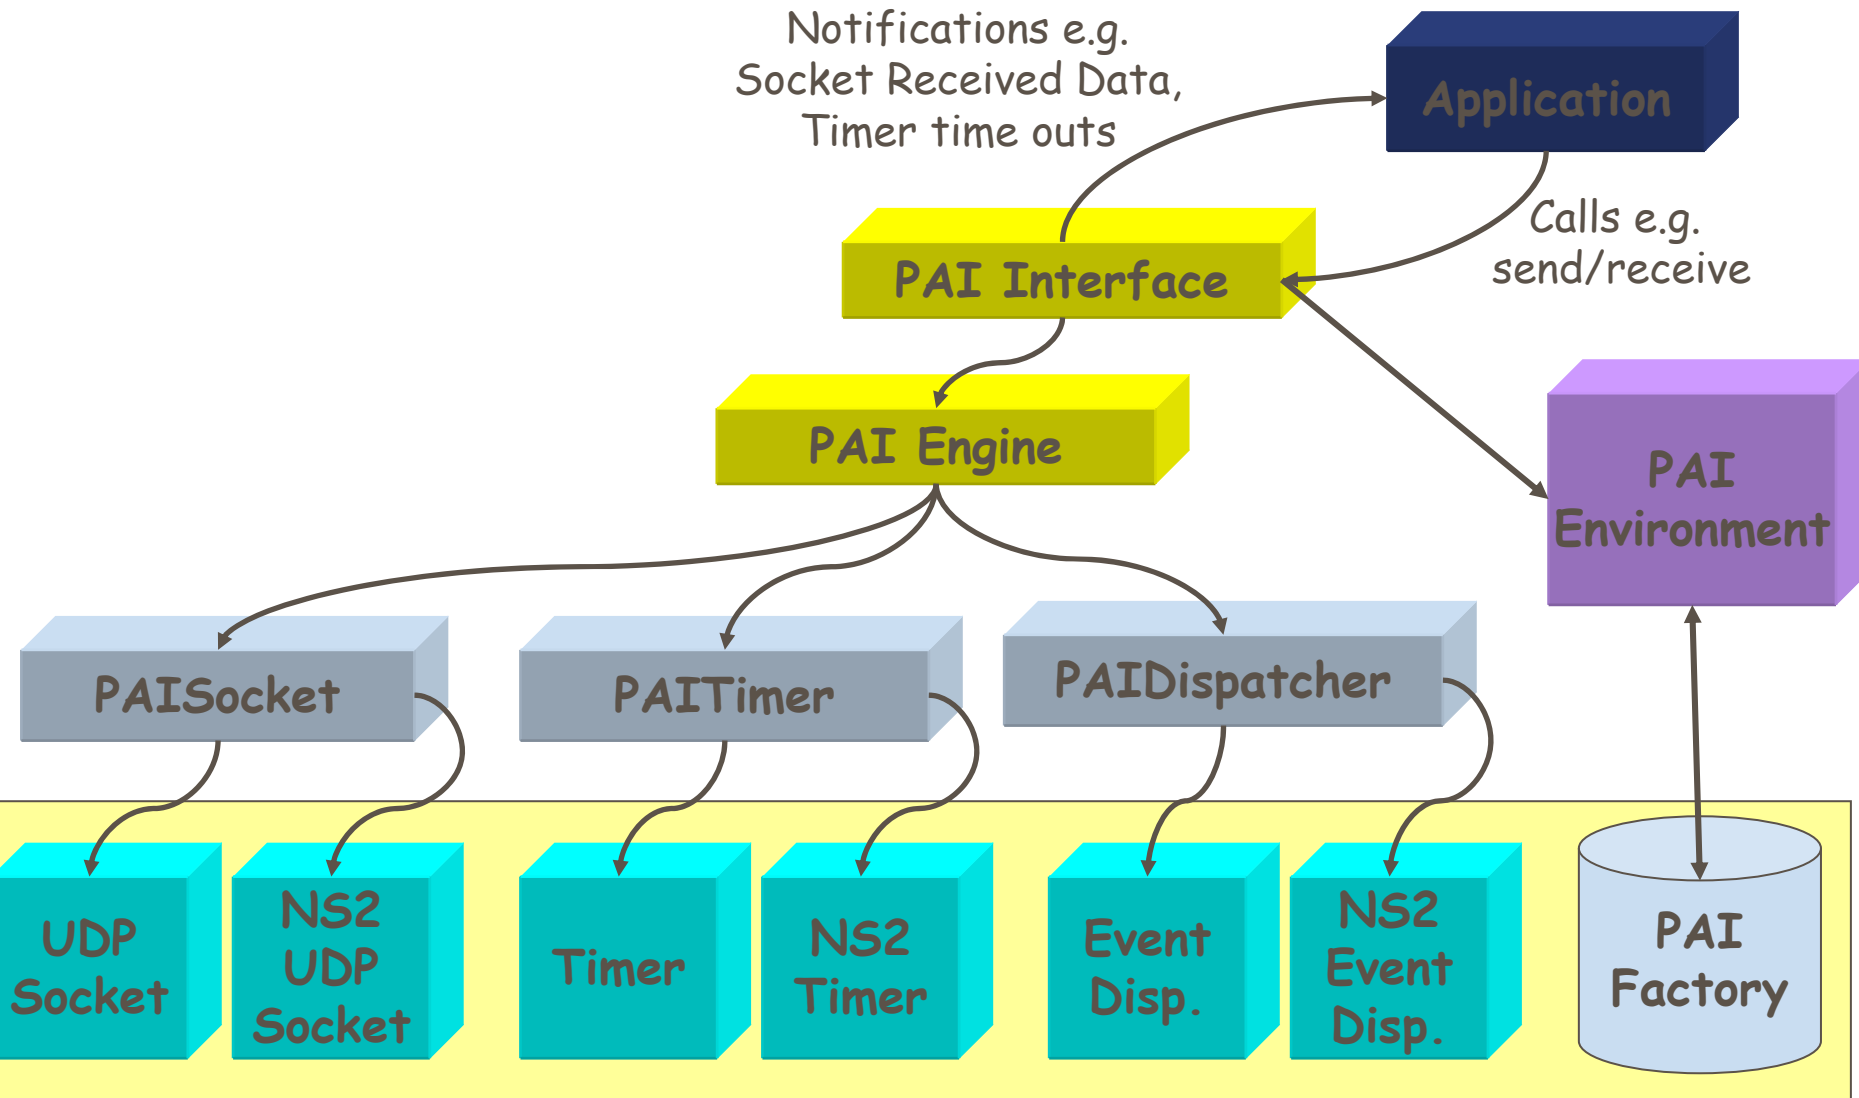 Notifications e.g.
Socket Received Data,
Timer time outs
Application
Calls e.g.
send/receive
PAI Interface
PAI Engine
PAI
Environment
PAISocket
PAITimer
PAIDispatcher
UDP
Socket
NS2
UDP
Socket
Timer
NS2
Timer
Event
Disp.
NS2
Event
Disp.
PAI
Factory